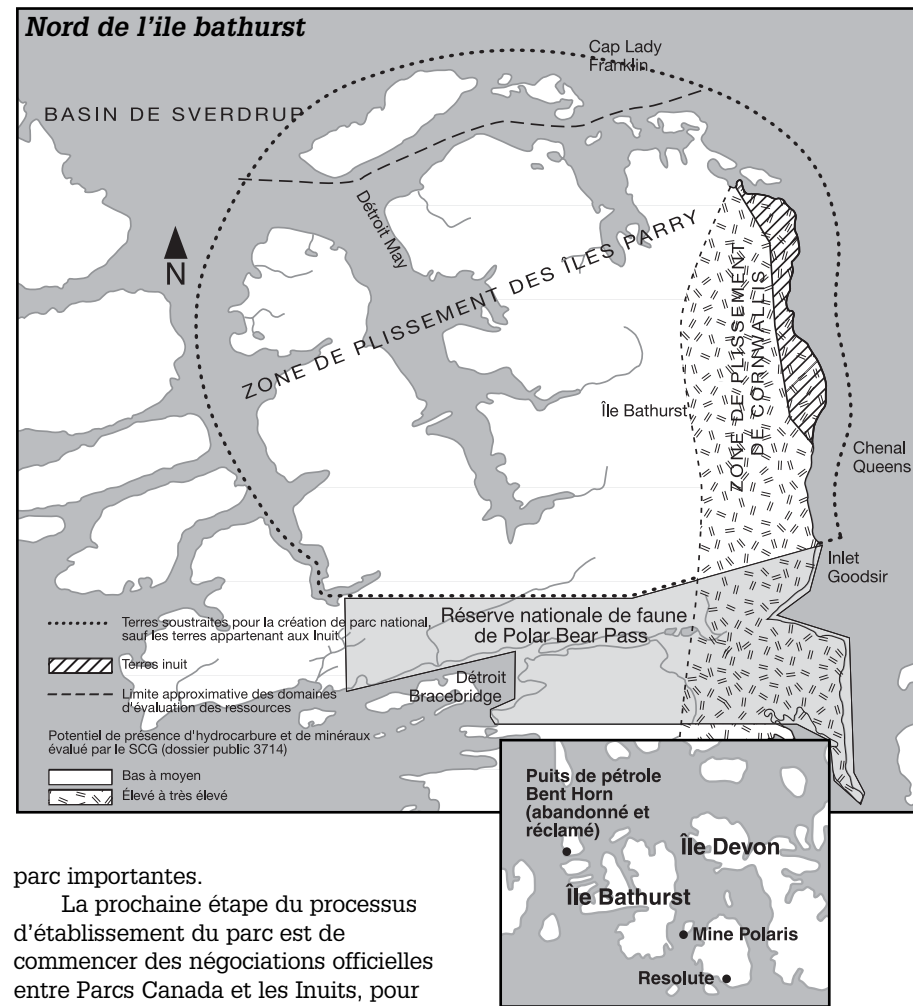 Nord de l'ile bathurst
Cap Lady
Franklin
BASIN DE SVERDRUP
Détroit May
N
ZONE DE PLISSEMENT DES ÎLES PARRY
ZONE DE PLISSEMENT
DE CORNWALLIS
Île Bathurst
Chenal
Queens
Inlet
Goodsir
Réserve nationale de faune
de Polar Bear Pass
Détroit
Bracebridge
Terres soustraites pour la création de parc national,
sauf les terres appartenant aux Inuit
Terres inuit
Limite approximative des domaines
d'évaluation des ressources
Potentiel de présence d'hydrocarbure et de minéraux
évalué par le SCG (dossier public 3714)
Bas à moyen
Élevé à très élevé
Puits de pétrole
Bent Horn
(abandonné et
réclamé)
Île Devon
Île Bathurst
Mine Polaris
Resolute
parc importantes.
La prochaine étape du processus
d'établissement du parc est de
commencer des négociations officielles
entre Parcs Canada et les Inuits, pour